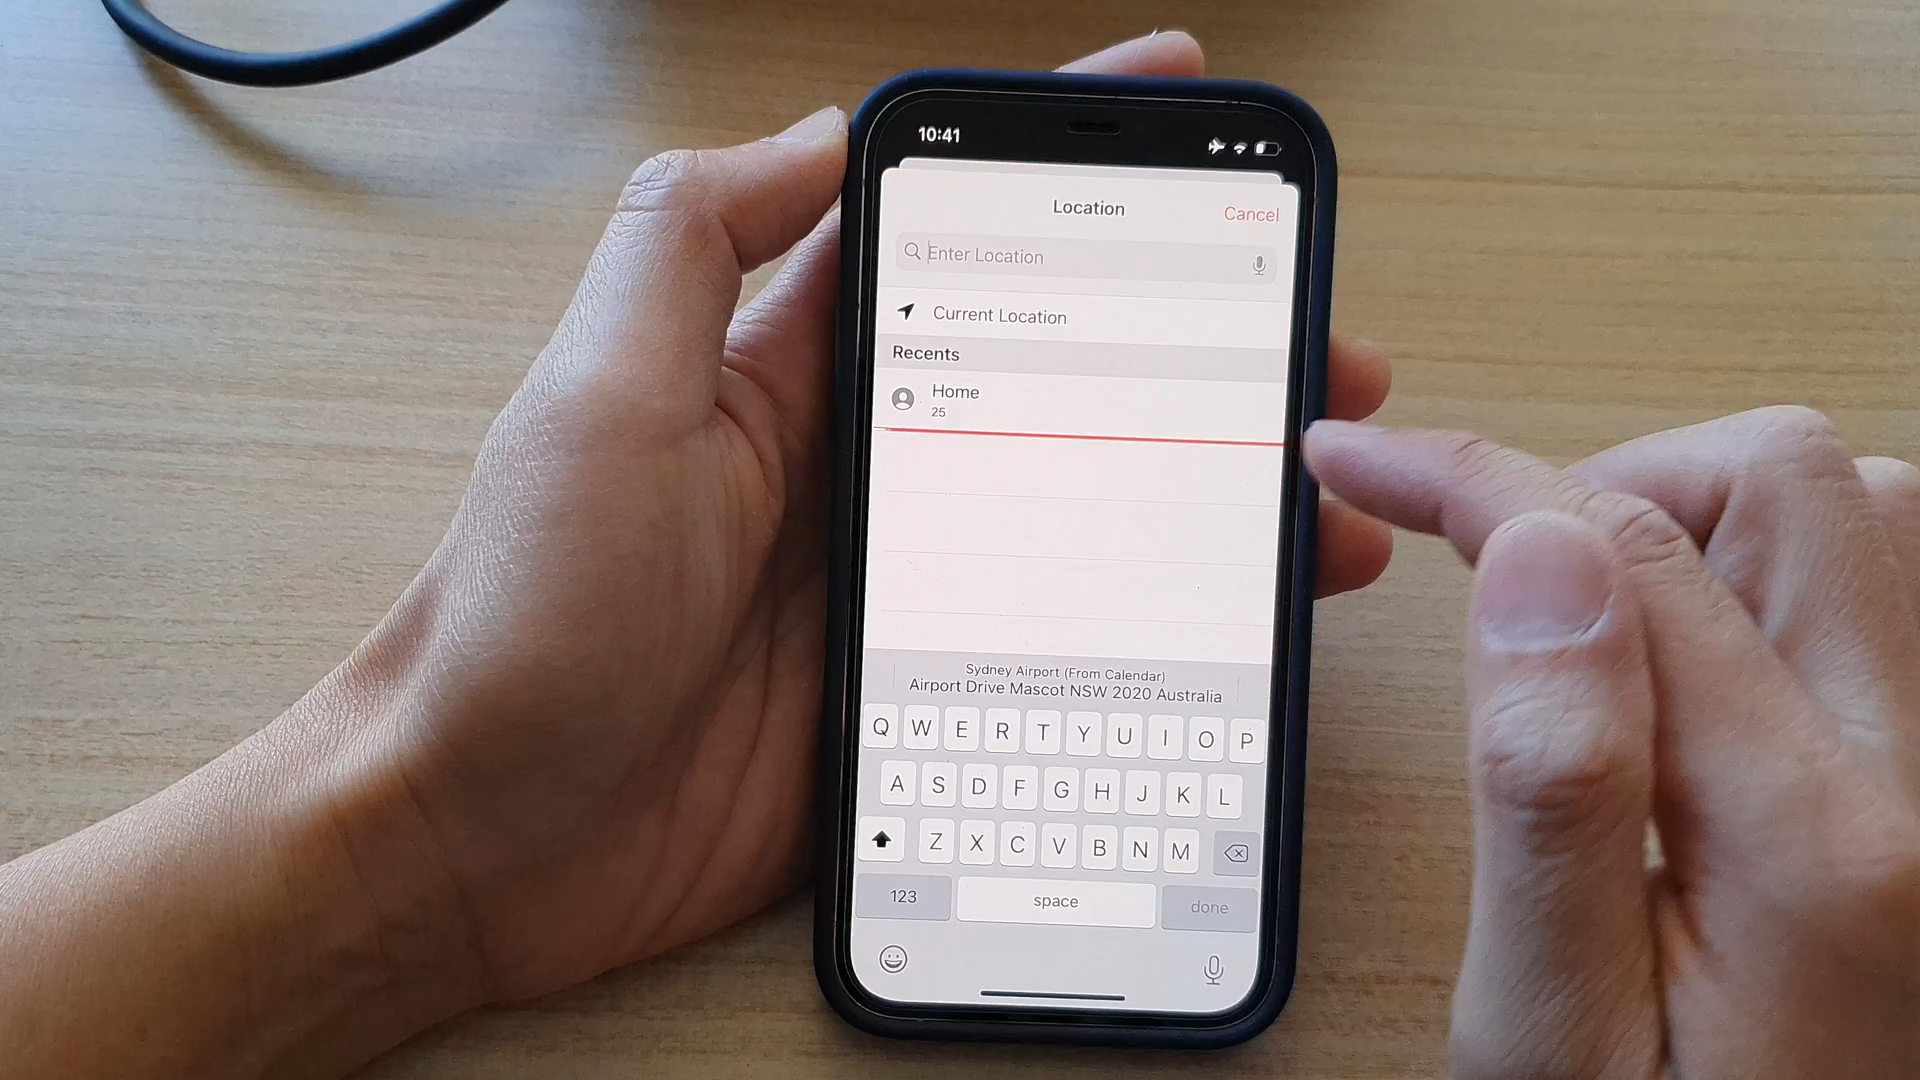 10:41
Location
Cancel
Enter Location
Current Location
Recents
Home
25
Sydney Airport (From Calendar)
Airport Drive Mascot NSW 2020 Australia
Q W E R T Y U I O P
A S D F G H J K L
Z X C V B N M
123
space
done